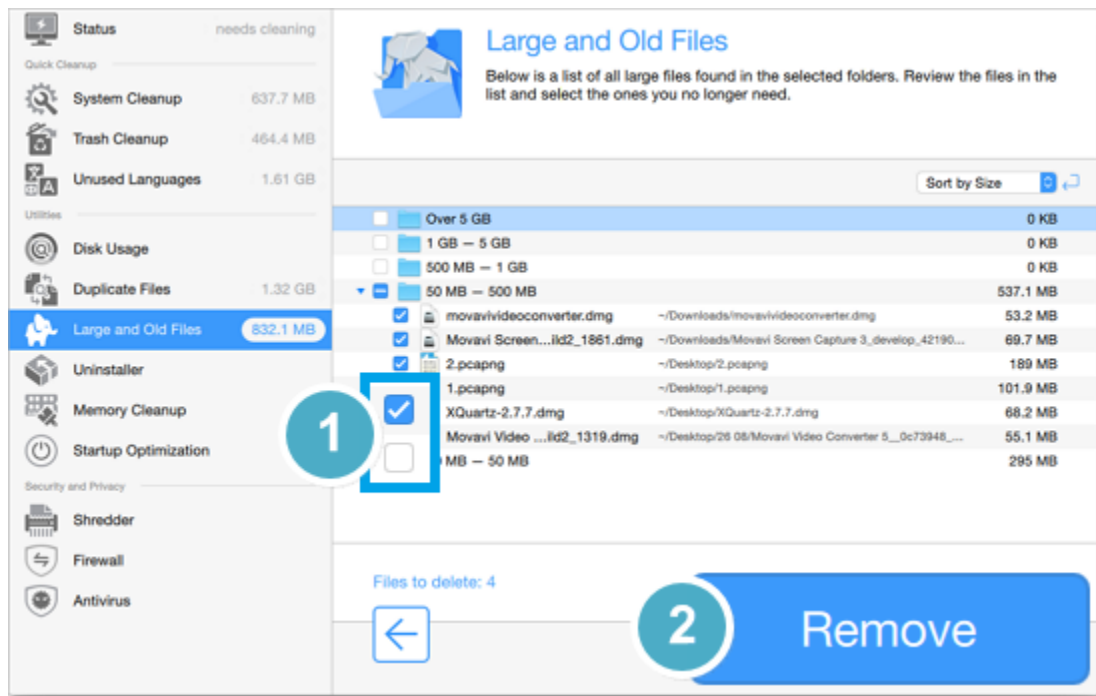 Status needs cleaning
Quick Cleanup
System Cleanup 637.7 MB
Trash Cleanup 464.4 MB
Unused Languages 1.61 GB
Utilities
Disk Usage
Duplicate Files 1.32 GB
Large and Old Files 832.1 MB
Uninstaller
Memory Cleanup
Startup Optimization
Security and Privacy
Shredder
Firewall
Antivirus
Large and Old Files
Below is a list of all large files found in the selected folders. Review the files in the
list and select the ones you no longer need.
Sort by Size
Over 5 GB 0 KB
1 GB — 5 GB 0 KB
500 MB — 1 GB 0 KB
50 MB — 500 MB 537.1 MB
movavivideoconverter.dmg ~/Downloads/movavivideoconverter.dmg 53.2 MB
Movavi Screen...ild2_1861.dmg ~/Downloads/Movavi Screen Capture 3_develop_42190... 69.7 MB
2.pcapng ~/Desktop/2.pcapng 189 MB
1.pcapng ~/Desktop/1.pcapng 101.9 MB
XQuartz-2.7.7.dmg ~/Desktop/XQuartz-2.7.7.dmg 68.2 MB
Movavi Video ...ild2_1319.dmg ~/Desktop/26 08/Movavi Video Converter 5__0c73948_... 55.1 MB
MB — 50 MB 295 MB
1
Files to delete: 4
2
Remove